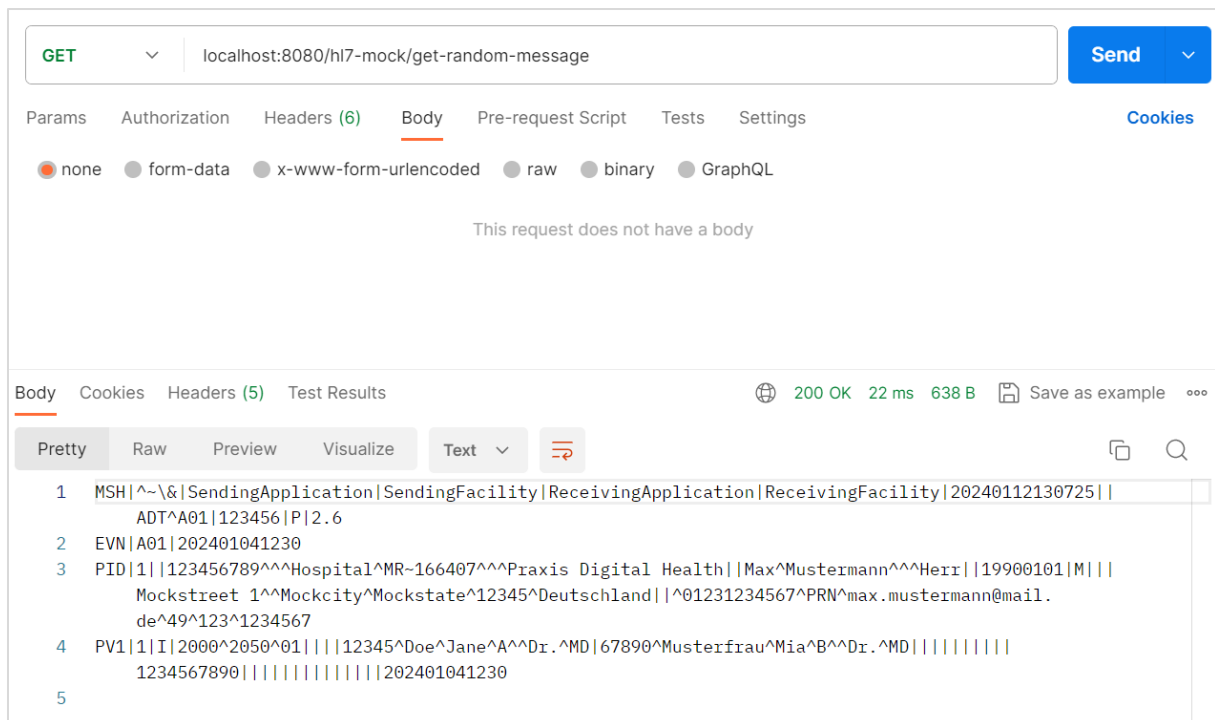 GET localhost:8080/hl7-mock/get-random-message Send
Params Authorization Headers (6) Body Pre-request Script Tests Settings Cookies
none form-data x-www-form-urlencoded raw binary GraphQL
This request does not have a body
Body Cookies Headers (5) Test Results 200 OK 22 ms 638 B Save as example
Pretty Raw Preview Visualize Text
1 MSH|^~\&|SendingApplication|SendingFacility|ReceivingApplication|ReceivingFacility|20240112130725||
ADT^A01|123456|P|2.6
2 EVN|A01|202401041230
3 PID|1||123456789^^^Hospital^MR~166407^^^Praxis Digital Health||Max^Mustermann^^^Herr||19900101|M|||
Mockstreet 1^^Mockcity^Mockstate^12345^Deutschland||^01231234567^PRN^max.mustermann@mail.
de^49^123^1234567
4 PV1|1|I|2000^2050^01||||12345^Doe^Jane^A^^Dr.^MD|67890^Musterfrau^Mia^B^^Dr.^MD||||||||||
1234567890||||||||||||||202401041230
5